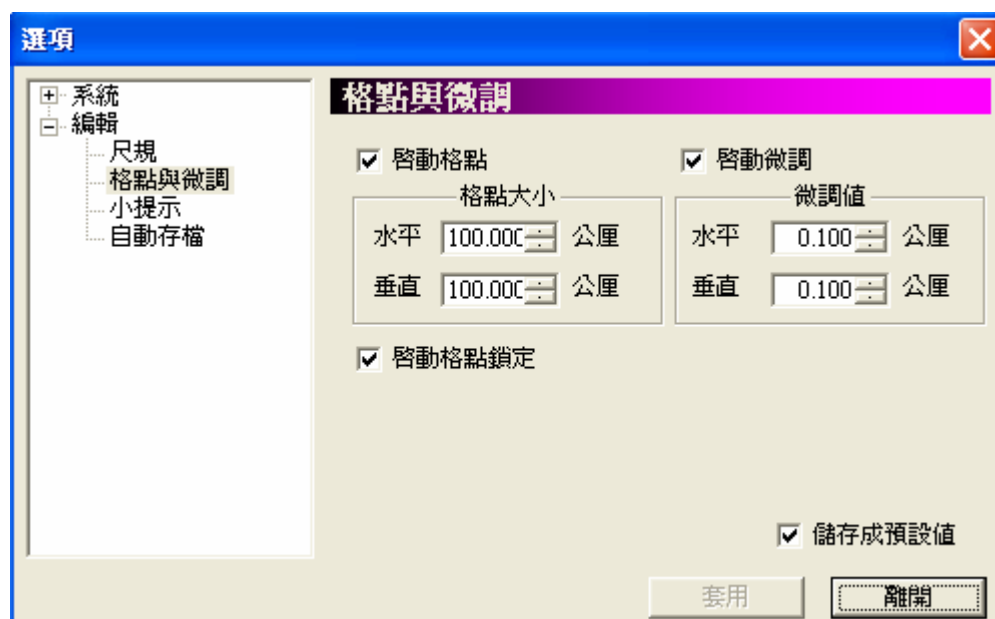 選項
系統
編輯
尺規
格點與微調
小提示
自動存檔
格點與微調
啓動格點
啓動微調
格點大小
水平 100.000 公厘
垂直 100.000 公厘
微調值
水平 0.100 公厘
垂直 0.100 公厘
啓動格點鎖定
儲存成預設值
套用
離開